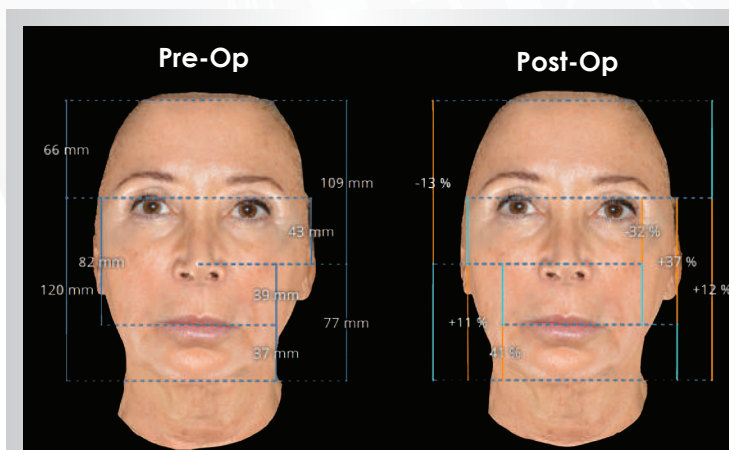 Pre-Op
66 mm
109 mm
43 mm
82 mm
120 mm
39 mm
77 mm
37 mm
Post-Op
-13 %
-32 %
+37 %
+12 %
+11 %
41 %